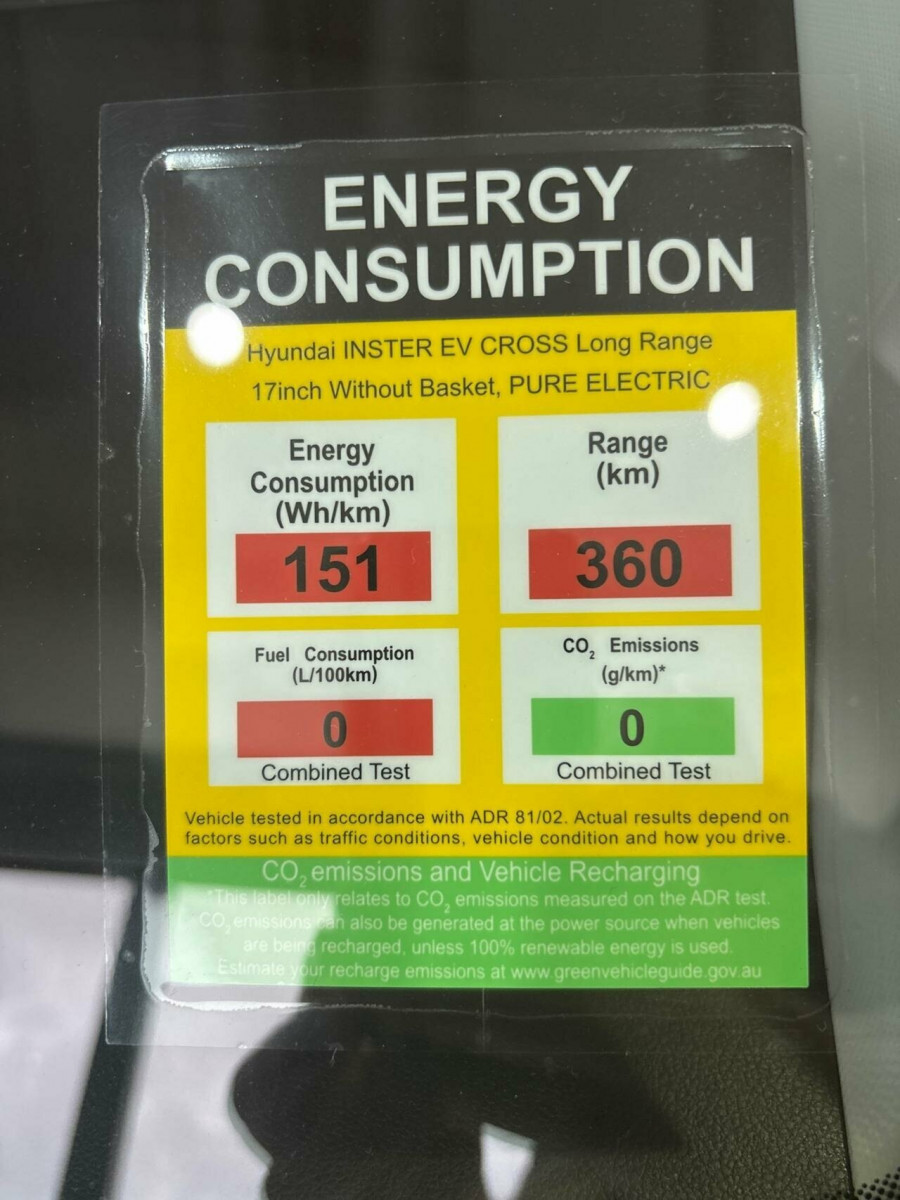 ENERGY
CONSUMPTION
Hyundai INSTER EV CROSS Long Range
17inch Without Basket, PURE ELECTRIC
Energy
Consumption
(Wh/km)
151
Range
(km)
360
Fuel Consumption
(L/100km)
0
Combined Test
CO₂ Emissions
(g/km)*
0
Combined Test
Vehicle tested in accordance with ADR 81/02. Actual results depend on
factors such as traffic conditions, vehicle condition and how you drive.
CO₂ emissions and Vehicle Recharging
*This label only relates to CO₂ emissions measured on the ADR test.
CO₂ emissions can also be generated at the power source when vehicles
are being recharged, unless 100% renewable energy is used.
Estimate your recharge emissions at www.greenvehicleguide.gov.au